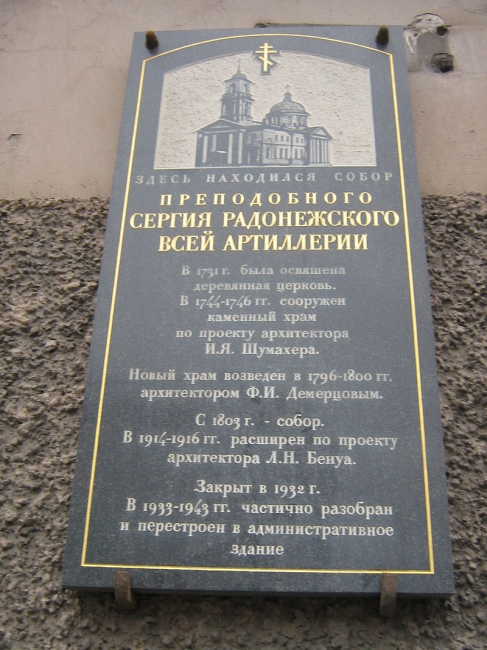 ЗДЕСЬ НАХОДИЛСЯ СОБОР
ПРЕПОДОБНОГО
СЕРГИЯ РАДОНЕЖСКОГО
ВСЕЙ АРТИЛЛЕРИИ
В 1731 г. была освящена
деревянная церковь.
В 1744-1746 гг. сооружен
каменный храм
по проекту архитектора
И.Я. Шумахера.
Новый храм возведен в 1796-1800 гг.
архитектором Ф.И. Демерцовым.
С 1803 г. - собор.
В 1914-1916 гг. расширен по проекту
архитектора Л.Н. Бенуа.
Закрыт в 1932 г.
В 1933-1943 гг. частично разобран
и перестроен в административное
здание